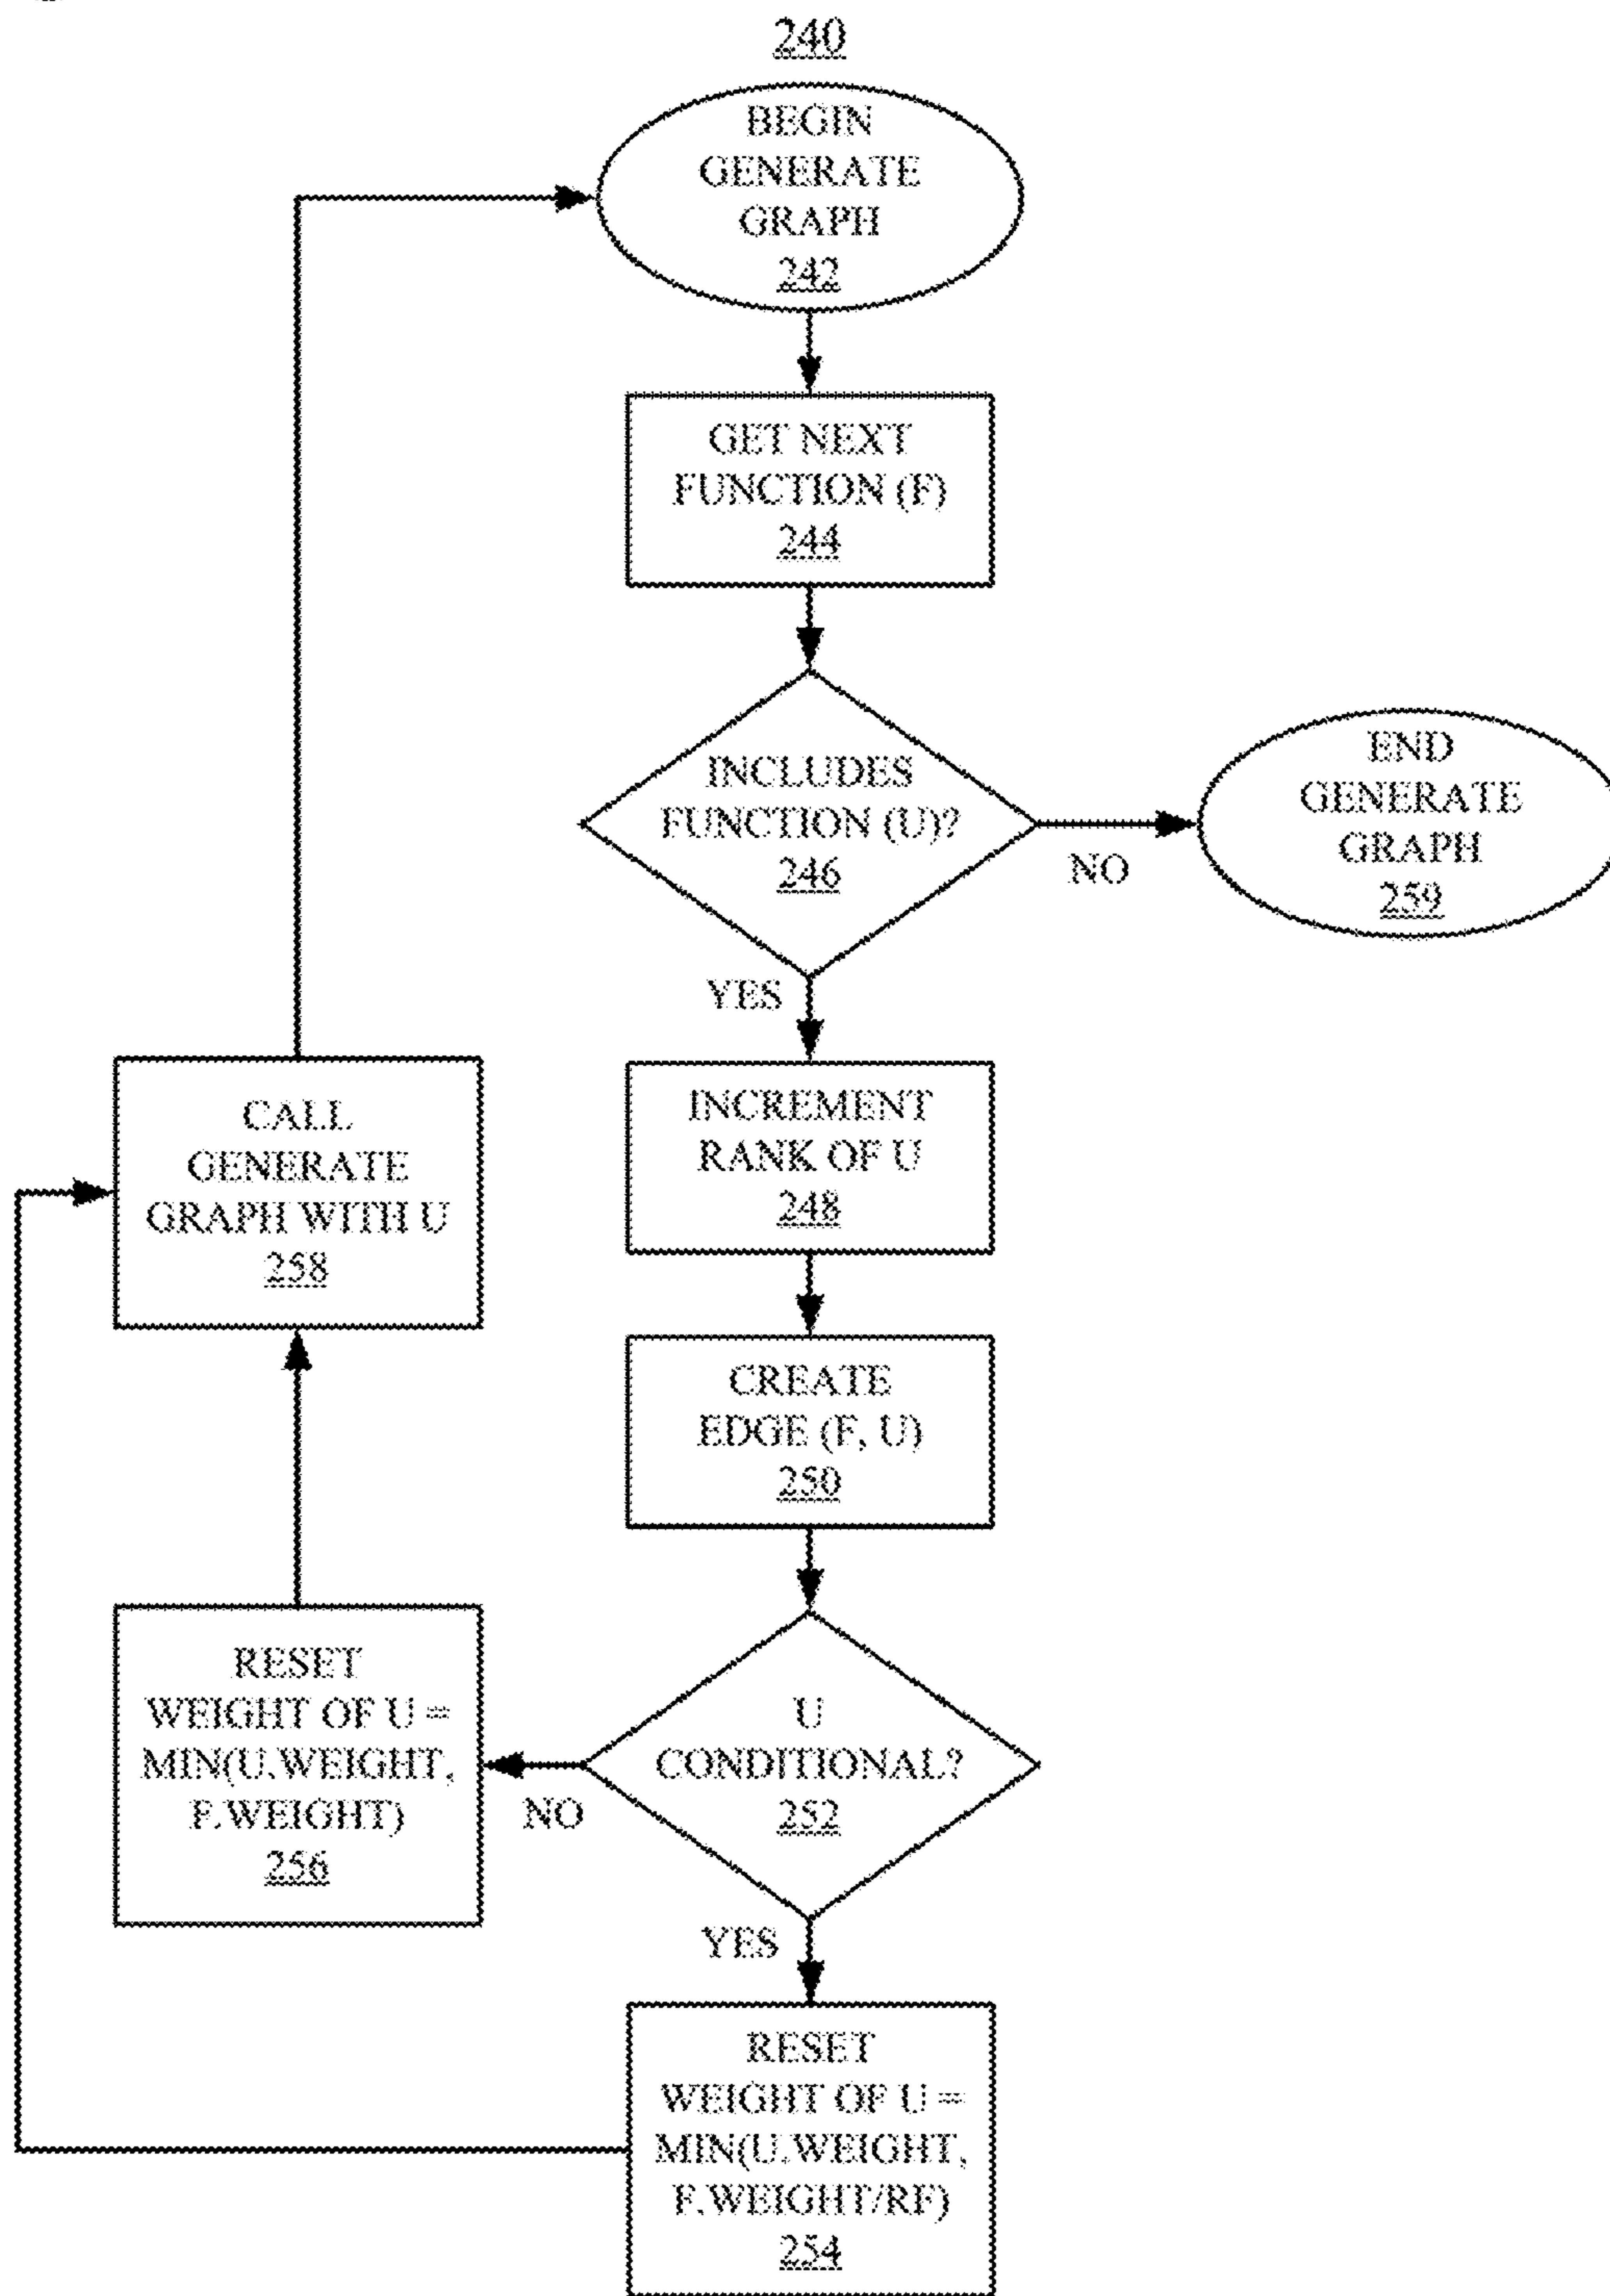 240
BEGIN
GENERATE
GRAPH
242
GET NEXT
FUNCTION (F)
244
INCLUDES
FUNCTION (U)?
246
NO
END
GENERATE
GRAPH
259
YES
INCREMENT
RANK OF U
248
CREATE
EDGE (F, U)
250
U
CONDITIONAL?
252
NO
RESET
WEIGHT OF U =
MIN(U.WEIGHT,
F.WEIGHT)
256
CALL
GENERATE
GRAPH WITH U
258
YES
RESET
WEIGHT OF U =
MIN(U.WEIGHT,
F.WEIGHT/RF)
254